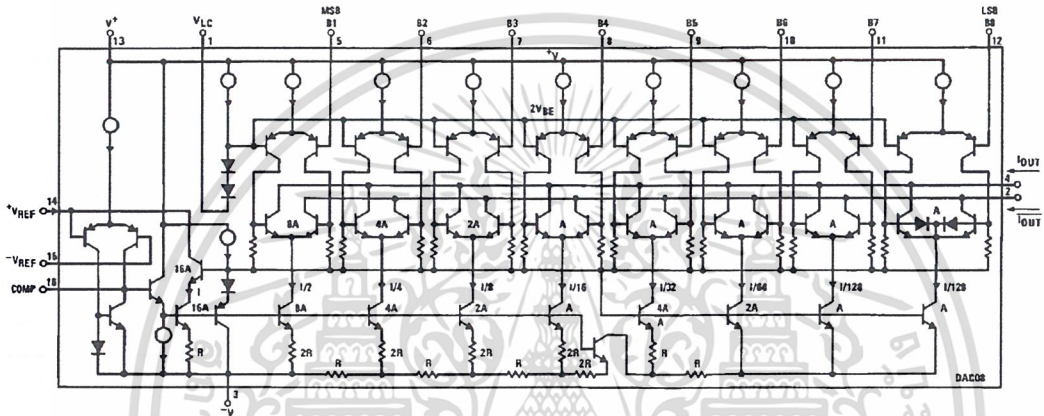 V+ VLC MSB B1 B2 B3 B4 B5 B6 B7 LSB B8
13 1 5 6 7 8 9 10 11 12
+V
2VBE
IOUT
4
2
IOUT
+VREF 14
-VREF 15
COMP 16
8A 4A 2A A A A A A
16A
I I/2 I/4 I/8 I/16 I/32 I/64 I/128 I/128
16A 8A 4A 2A A 4A 2A A A
A
R 2R 2R 2R 2R 2R R
R R R R
3
-V
DAC08